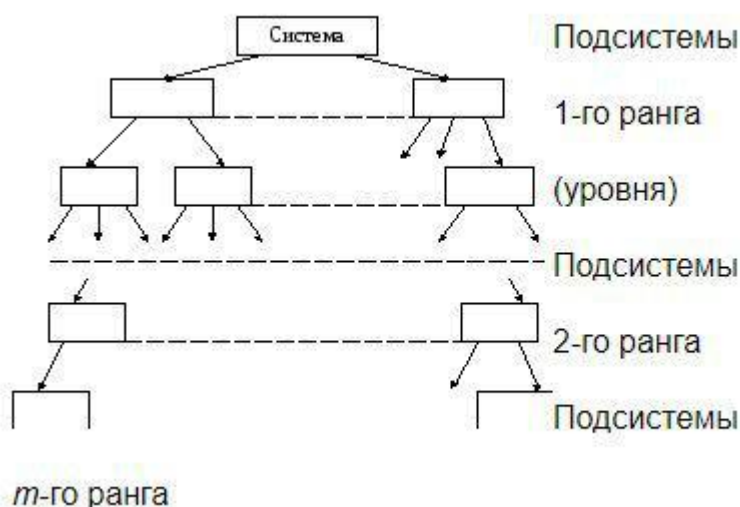 Система
Подсистемы
1-го ранга
(уровня)
Подсистемы
2-го ранга
Подсистемы
m-го ранга